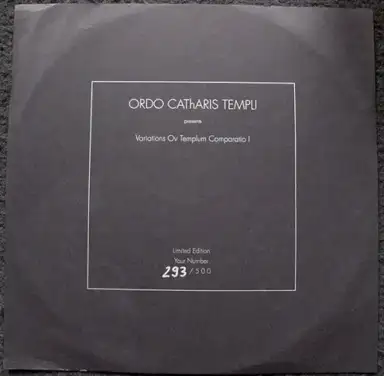 ORDO CAThARIS TEMPLI
presents
Variations Ov Templum Comparatio I
Limited Edition
Your Number
293 / 500